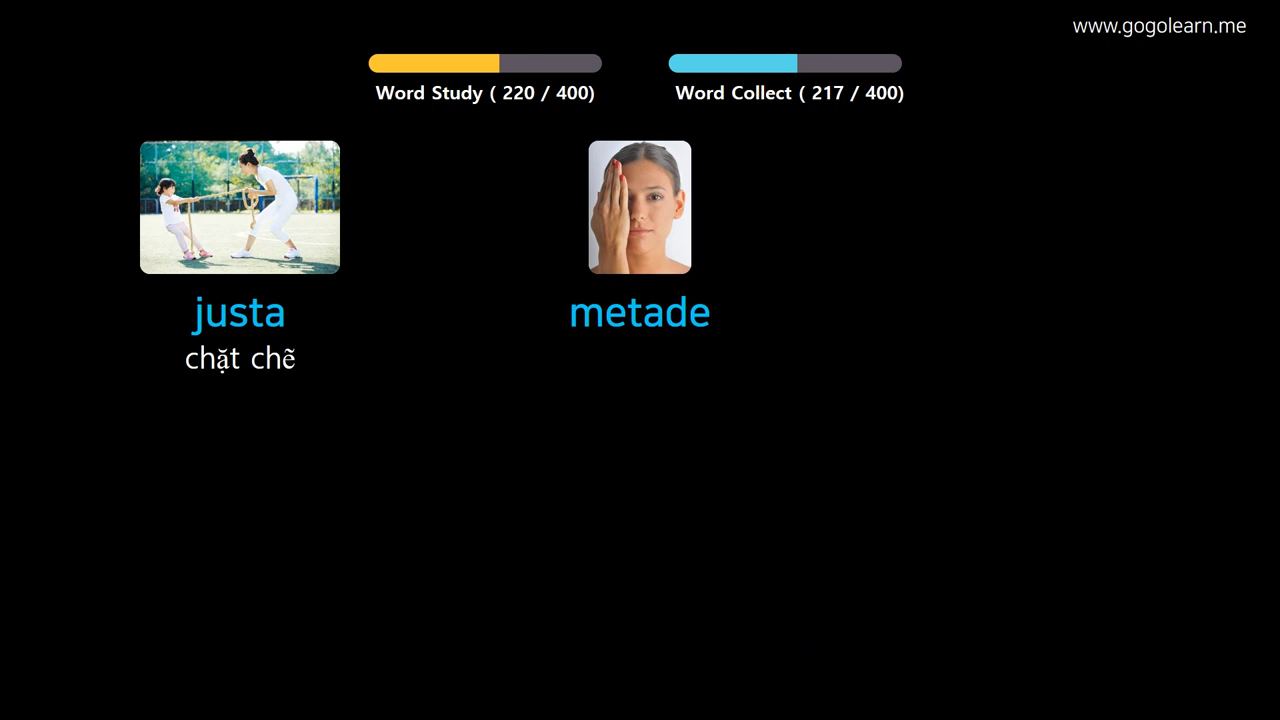 www.gogolearn.me
Word Study ( 220 / 400)
Word Collect ( 217 / 400)
justa
metade
chặt chẽ